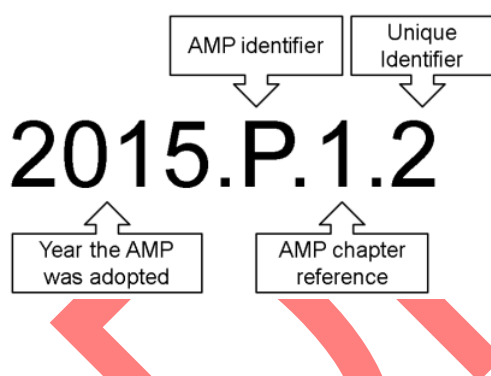 AMP identifier
Unique
Identifier
2015.P.1.2
Year the AMP
was adopted
AMP chapter
reference